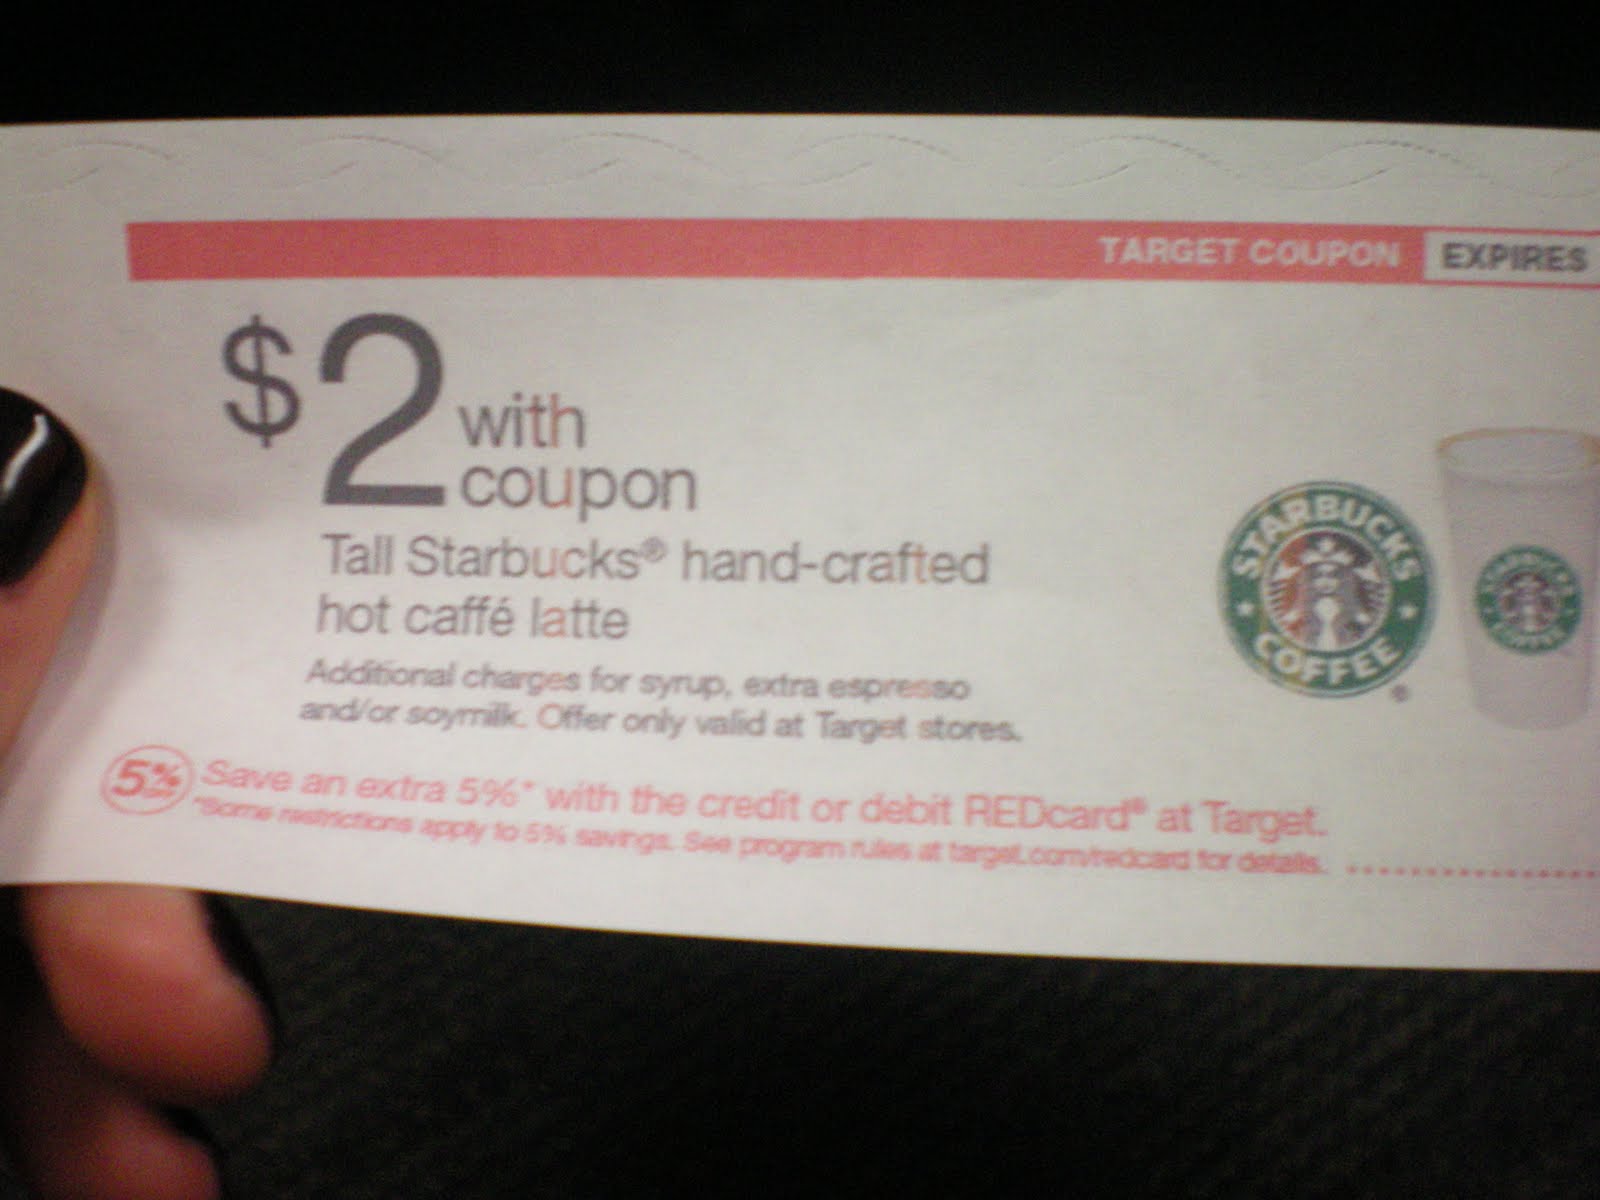 TARGET COUPON EXPIRES
$2 with
coupon
Tall Starbucks® hand-crafted
hot caffé latte
Additional charges for syrup, extra espresso
and/or soymilk. Offer only valid at Target stores.
5% Save an extra 5%* with the credit or debit REDcard® at Target.
*Some restrictions apply to 5% savings. See program rules at target.com/redcard for details.
STARBUCKS
COFFEE
®
STARBUCKS
COFFEE